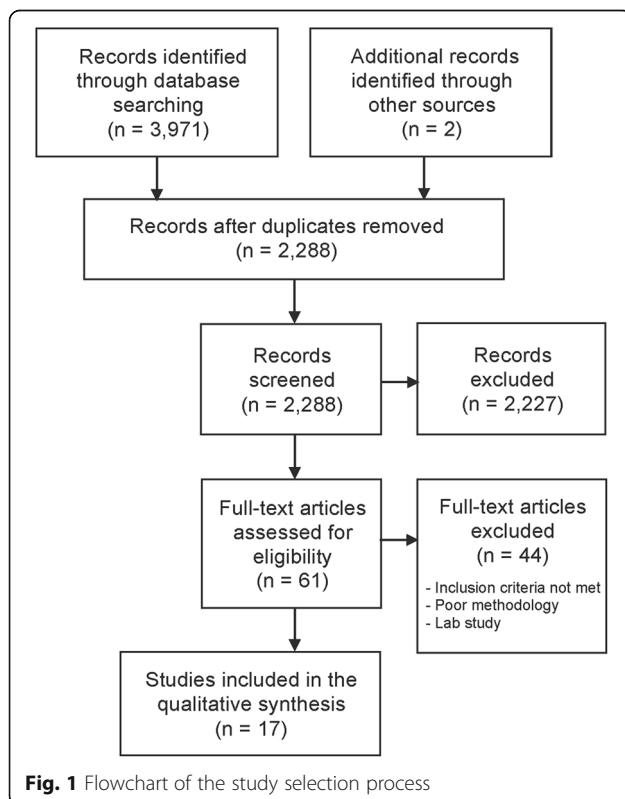 Records identified
through database
searching
(n = 3,971)
Additional records
identified through
other sources
(n = 2)
Records after duplicates removed
(n = 2,288)
Records
screened
(n = 2,288)
Records
excluded
(n = 2,227)
Full-text articles
assessed for
eligibility
(n = 61)
Full-text articles
excluded
(n = 44)
- Inclusion criteria not met
- Poor methodology
- Lab study
Studies included in the
qualitative synthesis
(n = 17)
Fig. 1 Flowchart of the study selection process